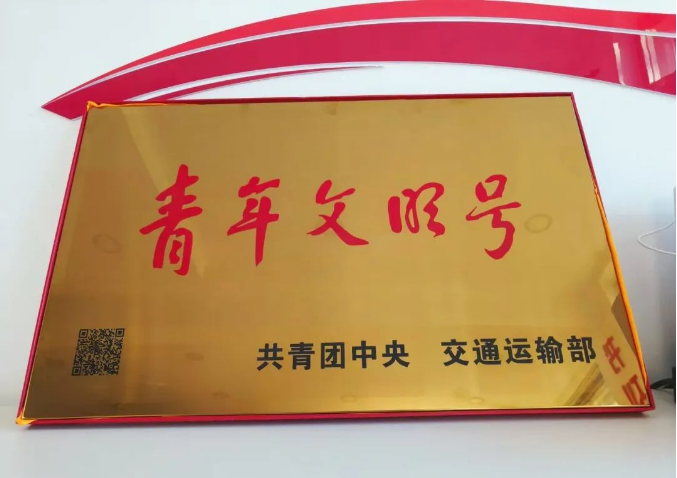 青年文明号
共青团中央 交通运输部